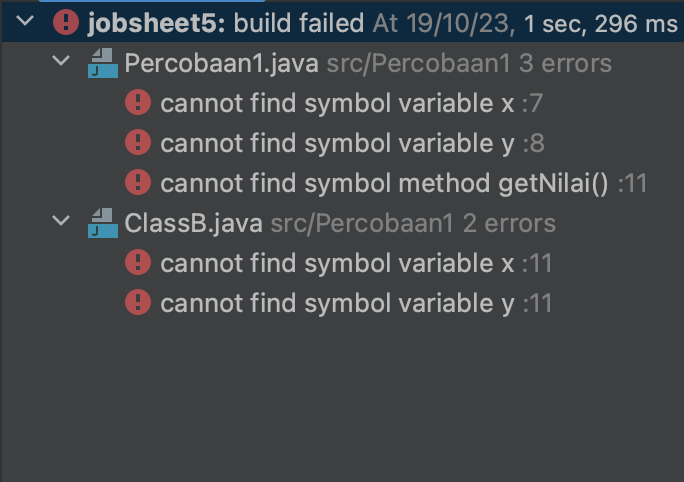 jobsheet5: build failed At 19/10/23, 1 sec, 296 ms
Percobaan1.java src/Percobaan1 3 errors
cannot find symbol variable x :7
cannot find symbol variable y :8
cannot find symbol method getNilai() :11
ClassB.java src/Percobaan1 2 errors
cannot find symbol variable x :11
cannot find symbol variable y :11